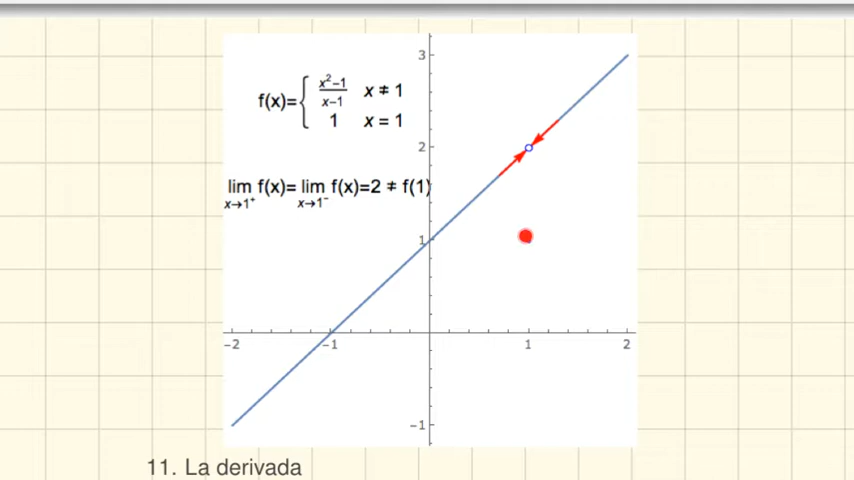 f(x)={ x²−1 / x−1   x ≠ 1
1   x = 1
lim f(x)= lim f(x)=2 ≠ f(1)
x→1⁺   x→1⁻
3
2
1
−2 −1 1 2
−1
11. La derivada